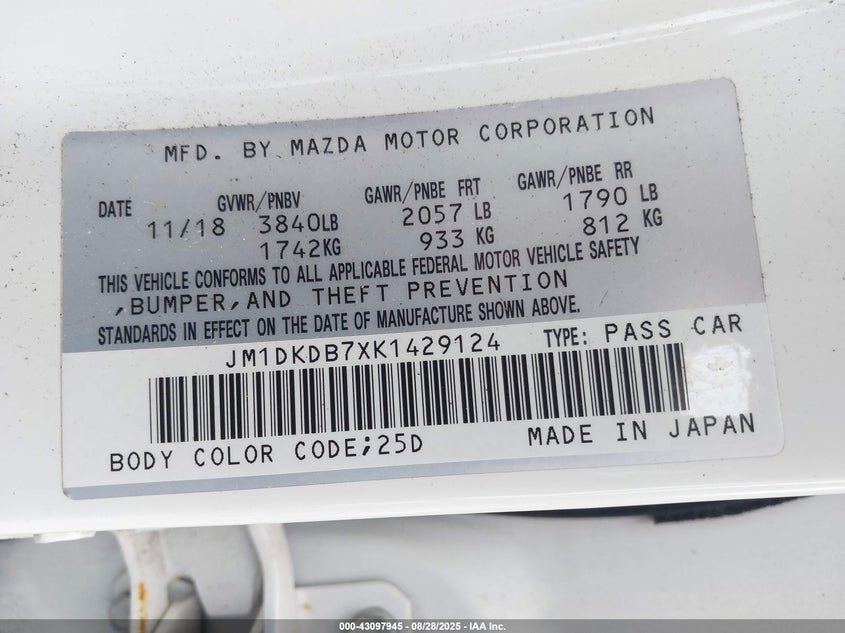 MFD. BY MAZDA MOTOR CORPORATION
DATE GVWR/PNBV GAWR/PNBE FRT GAWR/PNBE RR
11/18 3840LB 2057 LB 1790 LB
1742KG 933 KG 812 KG
THIS VEHICLE CONFORMS TO ALL APPLICABLE FEDERAL MOTOR VEHICLE SAFETY
,BUMPER,AND THEFT PREVENTION
STANDARDS IN EFFECT ON THE DATE OF MANUFACTURE SHOWN ABOVE.
JM1DKDB7XK1429124 TYPE: PASS CAR
BODY COLOR CODE;25D MADE IN JAPAN
000-43097945 - 08/28/2025 - IAA Inc.